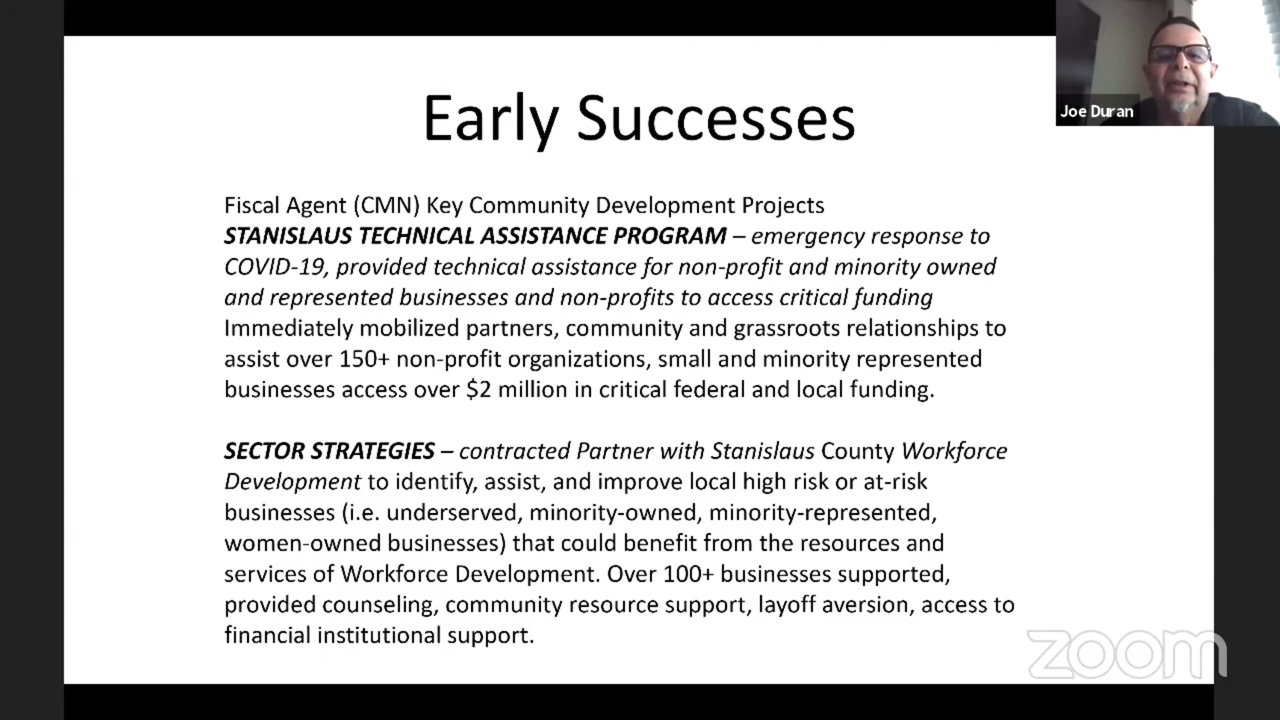 Early Successes
Joe Duran
Fiscal Agent (CMN) Key Community Development Projects
STANISLAUS TECHNICAL ASSISTANCE PROGRAM – emergency response to
COVID-19, provided technical assistance for non-profit and minority owned
and represented businesses and non-profits to access critical funding
Immediately mobilized partners, community and grassroots relationships to
assist over 150+ non-profit organizations, small and minority represented
businesses access over $2 million in critical federal and local funding.
SECTOR STRATEGIES – contracted Partner with Stanislaus County Workforce
Development to identify, assist, and improve local high risk or at-risk
businesses (i.e. underserved, minority-owned, minority-represented,
women-owned businesses) that could benefit from the resources and
services of Workforce Development. Over 100+ businesses supported,
provided counseling, community resource support, layoff aversion, access to
financial institutional support.
zoom